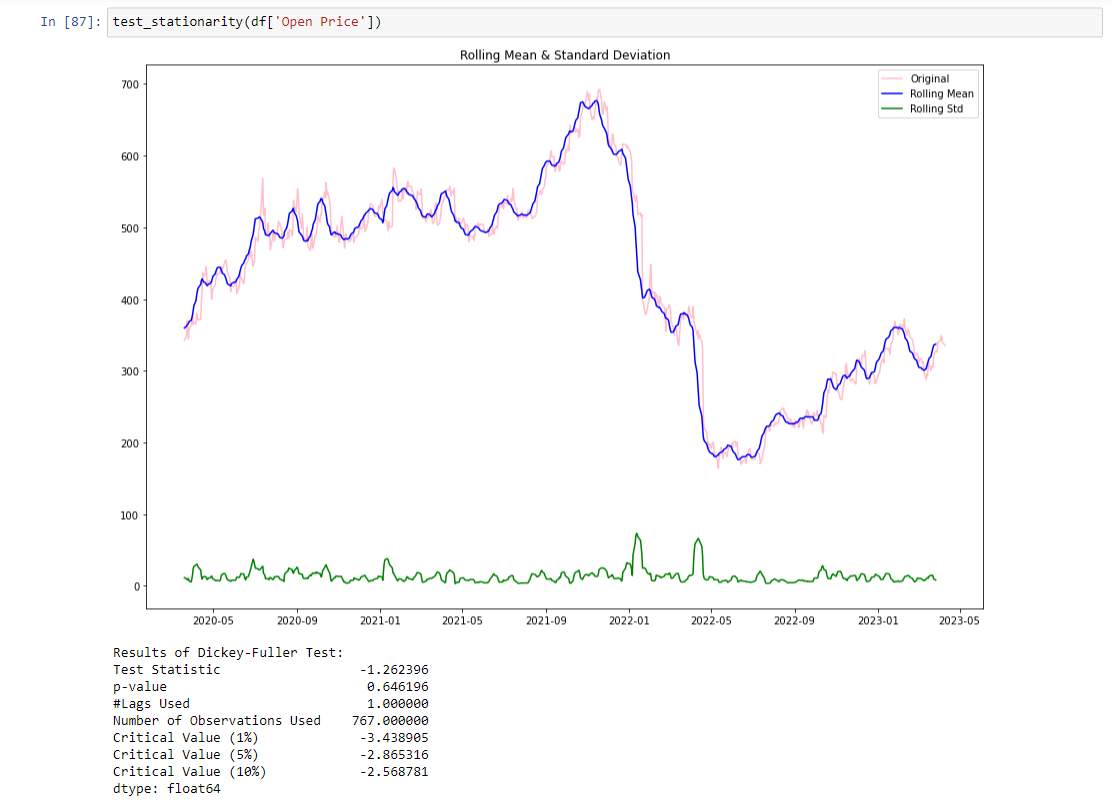 In [87]: test_stationarity(df['Open Price'])
Rolling Mean & Standard Deviation
Original
Rolling Mean
Rolling Std
700
600
500
400
300
200
100
0
2020-05 2020-09 2021-01 2021-05 2021-09 2022-01 2022-05 2022-09 2023-01 2023-05
Results of Dickey-Fuller Test:
Test Statistic -1.262396
p-value 0.646196
#Lags Used 1.000000
Number of Observations Used 767.000000
Critical Value (1%) -3.438905
Critical Value (5%) -2.865316
Critical Value (10%) -2.568781
dtype: float64